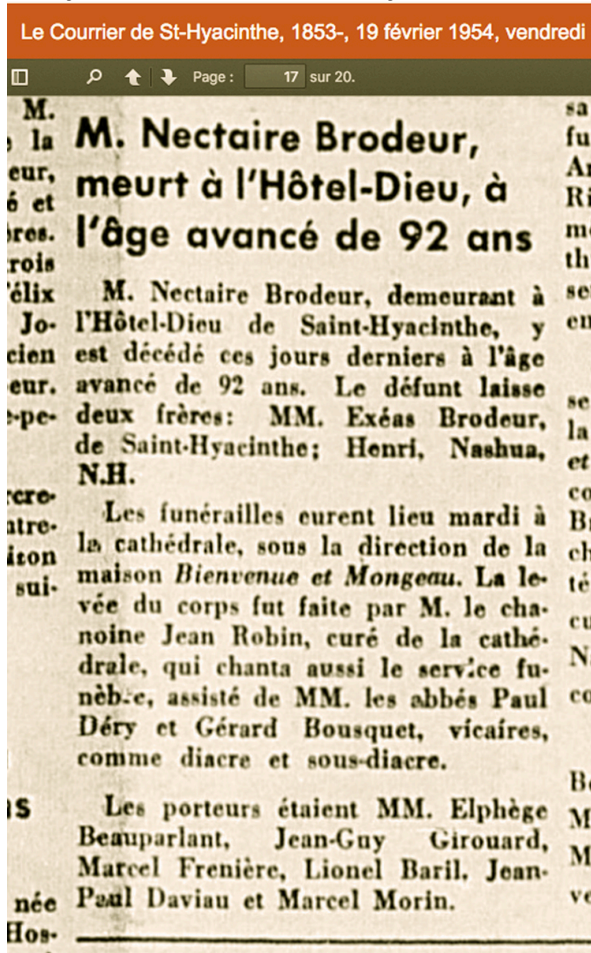 Le Courrier de St-Hyacinthe, 1853-, 19 février 1954, vendredi
Page : 17 sur 20.
M. Nectaire Brodeur,
meurt à l'Hôtel-Dieu, à
l'âge avancé de 92 ans
M. Nectaire Brodeur, demeurant à
l'Hôtel-Dieu de Saint-Hyacinthe, y
est décédé ces jours derniers à l'âge
avancé de 92 ans. Le défunt laisse
deux frères: MM. Exéas Brodeur,
de Saint-Hyacinthe; Henri, Nashua,
N.H.
Les funérailles eurent lieu mardi à
la cathédrale, sous la direction de la
maison Bienvenue et Mongeau. La le-
vée du corps fut faite par M. le cha-
noine Jean Robin, curé de la cathé-
drale, qui chanta aussi le service fu-
nèbre, assisté de MM. les abbés Paul
Déry et Gérard Bousquet, vicaires,
comme diacre et sous-diacre.
Les porteurs étaient MM. Elphège
Beauparlant, Jean-Guy Girouard,
Marcel Frenière, Lionel Baril, Jean-
Paul Daviau et Marcel Morin.